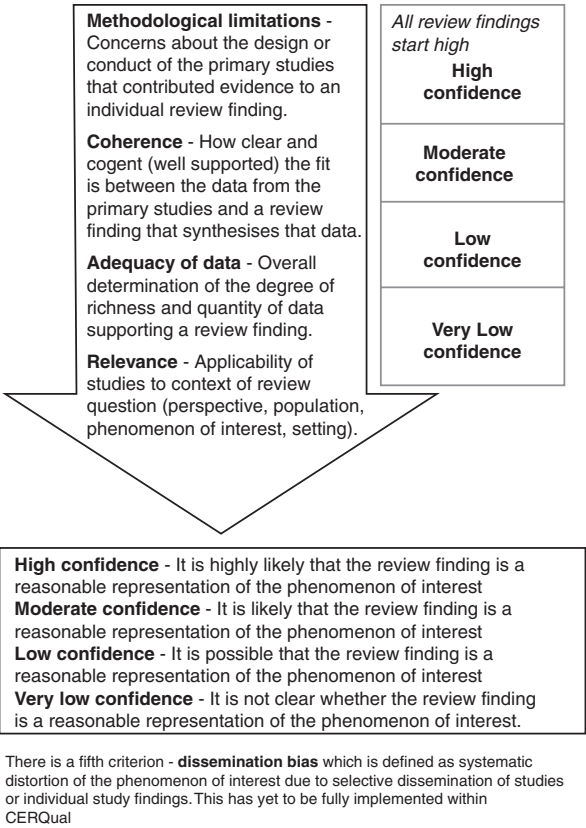 Methodological limitations -
Concerns about the design or
conduct of the primary studies
that contributed evidence to an
individual review finding.
Coherence - How clear and
cogent (well supported) the fit
is between the data from the
primary studies and a review
finding that synthesises that data.
Adequacy of data - Overall
determination of the degree of
richness and quantity of data
supporting a review finding.
Relevance - Applicability of
studies to context of review
question (perspective, population,
phenomenon of interest, setting).
All review findings
start high
High
confidence
Moderate
confidence
Low
confidence
Very Low
confidence
High confidence - It is highly likely that the review finding is a
reasonable representation of the phenomenon of interest
Moderate confidence - It is likely that the review finding is a
reasonable representation of the phenomenon of interest
Low confidence - It is possible that the review finding is a
reasonable representation of the phenomenon of interest
Very low confidence - It is not clear whether the review finding
is a reasonable representation of the phenomenon of interest.
There is a fifth criterion - dissemination bias which is defined as systematic
distortion of the phenomenon of interest due to selective dissemination of studies
or individual study findings. This has yet to be fully implemented within
CERQual